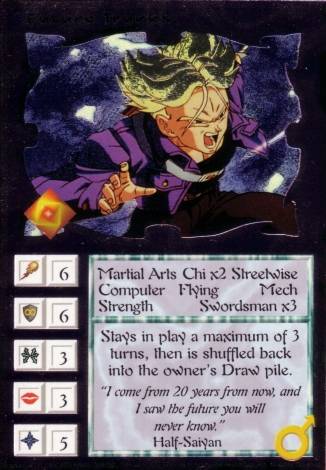 Future Trunks
6
6
3
3
5
Martial Arts Chi x2 Streetwise
Computer Flying Mech
Strength Swordsman x3
Stays in play a maximum of 3
turns, then is shuffled back
into the owner's Draw pile.
"I come from 20 years from now, and
I saw the future you will
never know."
Half-Saiyan